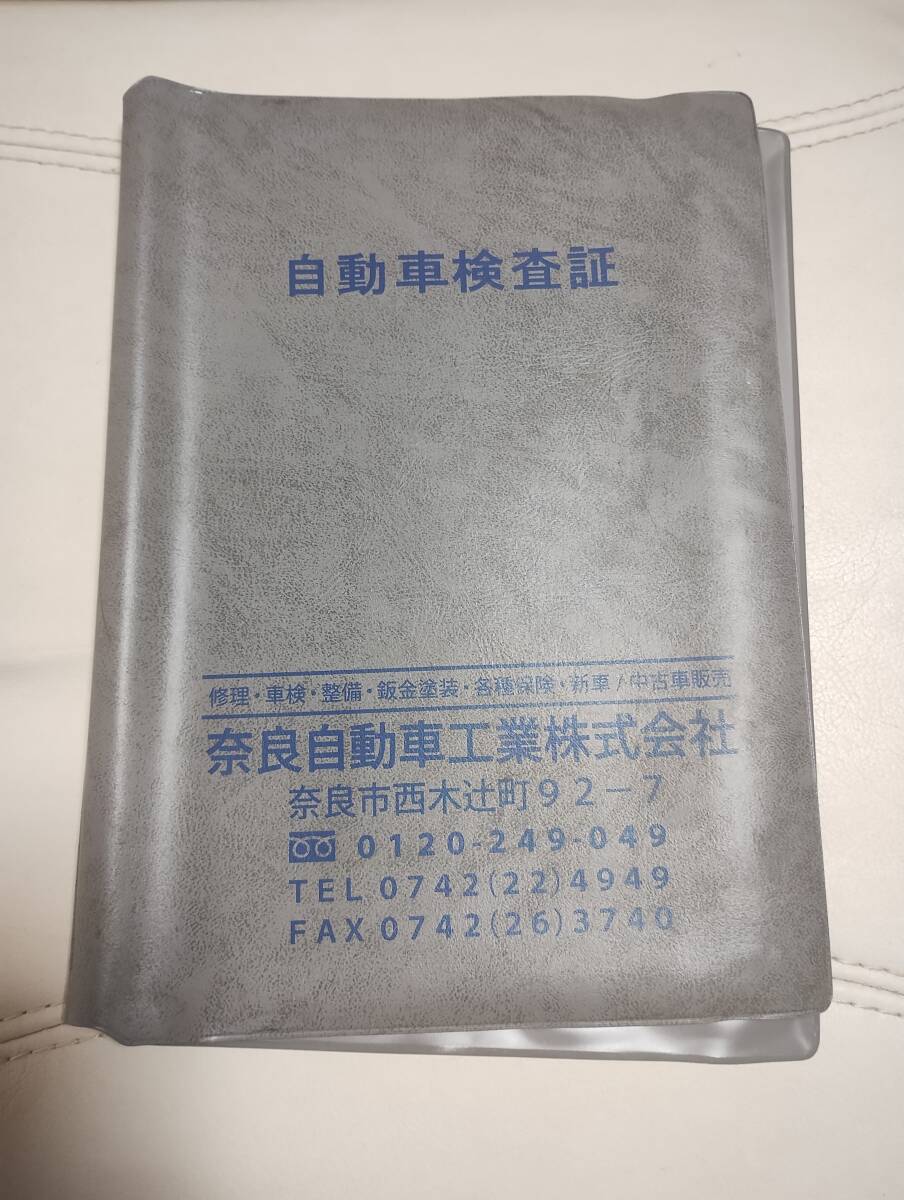 自動車検査証
修理・車検・整備・鈑金塗装・各種保険・新車/中古車販売
奈良自動車工業株式会社
奈良市西木辻町92-7
0120-249-049
TEL 0742(22)4949
FAX 0742(26)3740